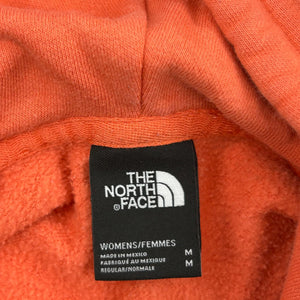 THE
NORTH
®FACE
WOMENS/FEMMES
MADE IN MEXICO M
FABRIQUÉ AU MEXIQUE M
REGULAR/NORMALE